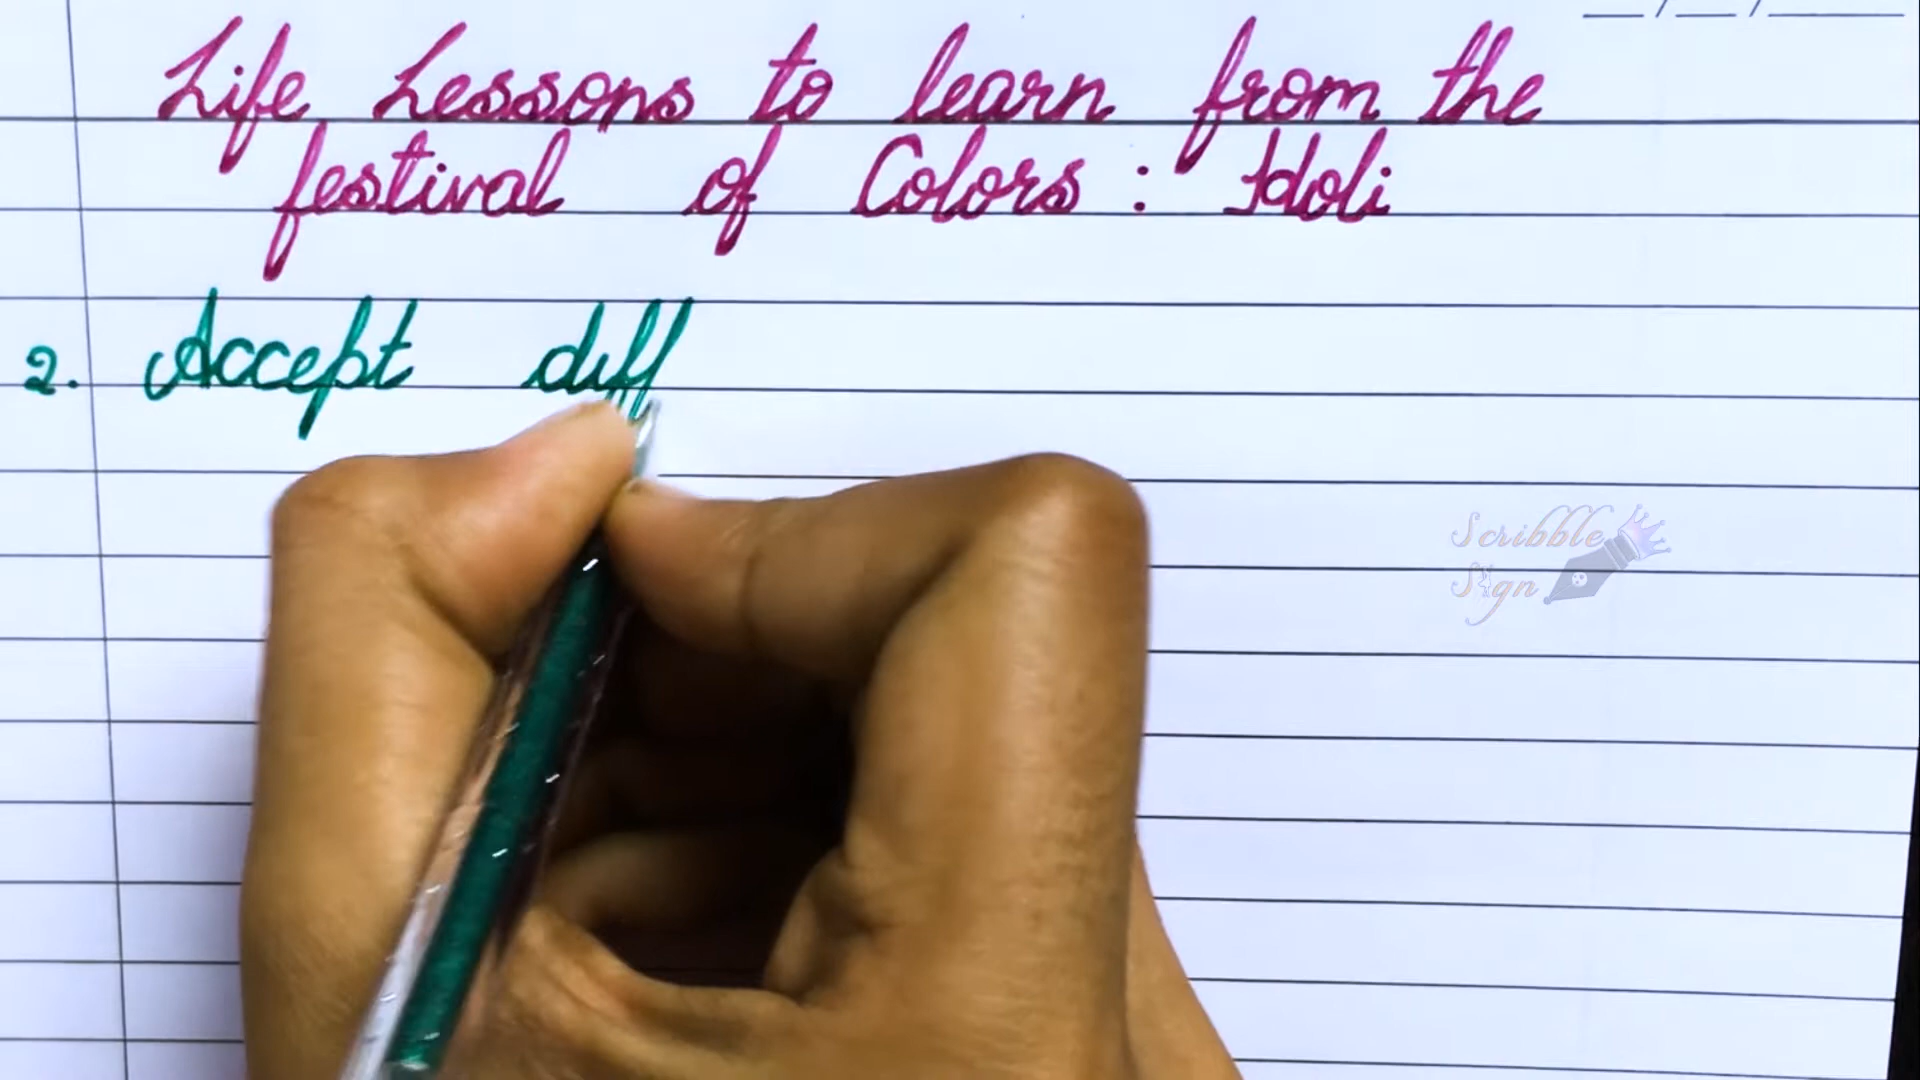 Life Lessons to learn from the
festival of Colors : Holi
2. Accept diff
Scribble
Sign